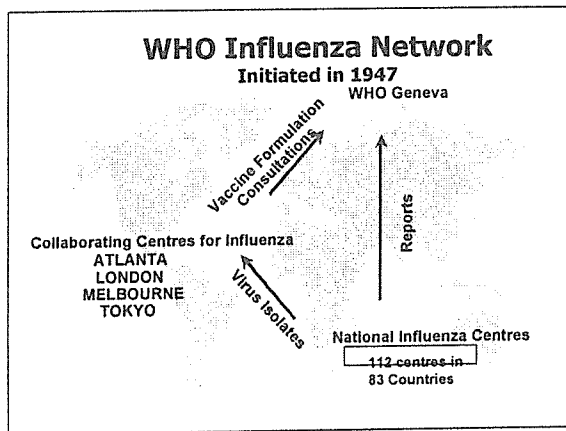 WHO Influenza Network
Initiated in 1947
WHO Geneva
Vaccine Formulation
Consultations
Reports
Collaborating Centres for Influenza
ATLANTA
LONDON
MELBOURNE
TOKYO
Virus Isolates
National Influenza Centres
112 centres in
83 Countries